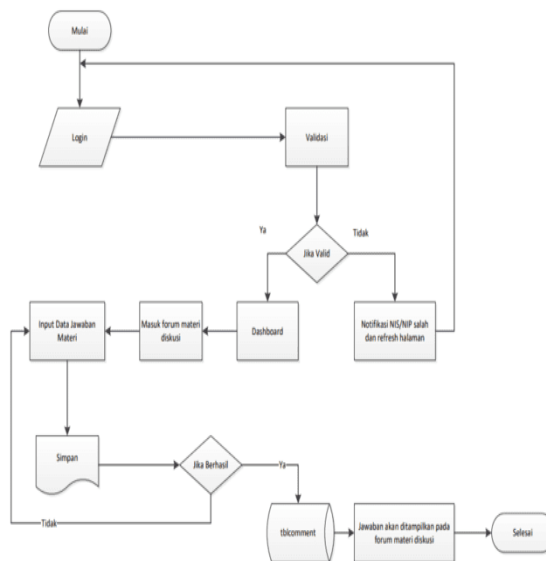 Mulai
Login
Validasi
Ya
Tidak
Jika Valid
Input Data Jawaban
Materi
Masuk forum materi
diskusi
Dashboard
Notifikasi NIS/NIP salah
dan refresh halaman
Simpan
Jika Berhasil
Ya
Tidak
tblcomment
Jawaban akan ditampilkan pada
forum materi diskusi
Selesai